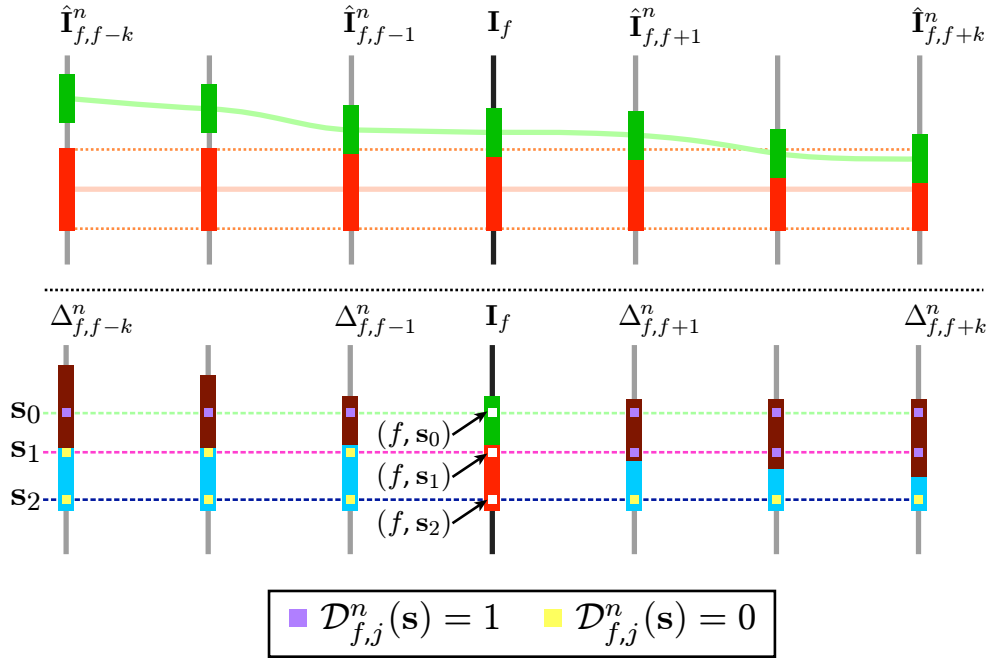 Î^n_{f,f−k} Î^n_{f,f−1} I_f Î^n_{f,f+1} Î^n_{f,f+k}
Δ^n_{f,f−k} Δ^n_{f,f−1} I_f Δ^n_{f,f+1} Δ^n_{f,f+k}
s_0
(f, s_0)
s_1
(f, s_1)
s_2
(f, s_2)
𝒟^n_{f,j}(s) = 1 𝒟^n_{f,j}(s) = 0